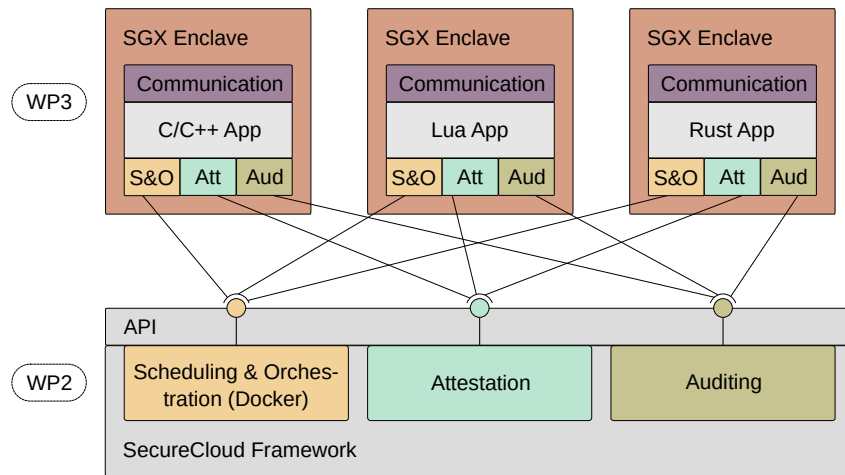 SGX Enclave
SGX Enclave
SGX Enclave
Communication
Communication
Communication
WP3
C/C++ App
Lua App
Rust App
S&O Att Aud
S&O Att Aud
S&O Att Aud
API
WP2
Scheduling & Orches-
tration (Docker)
Attestation
Auditing
SecureCloud Framework